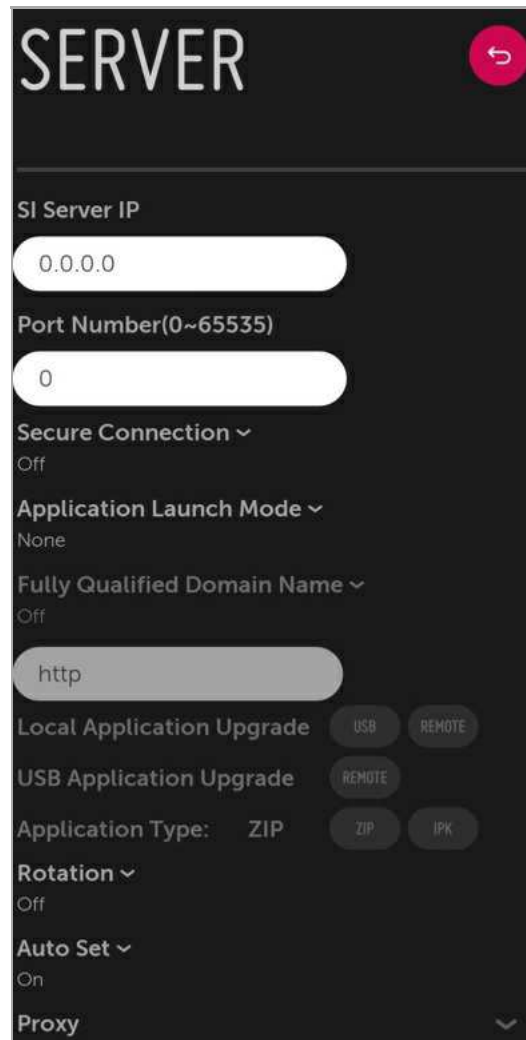 SERVER
SI Server IP
0.0.0.0
Port Number(0~65535)
0
Secure Connection
Off
Application Launch Mode
None
Fully Qualified Domain Name
Off
http
Local Application Upgrade USB REMOTE
USB Application Upgrade REMOTE
Application Type: ZIP ZIP IPK
Rotation
Off
Auto Set
On
Proxy